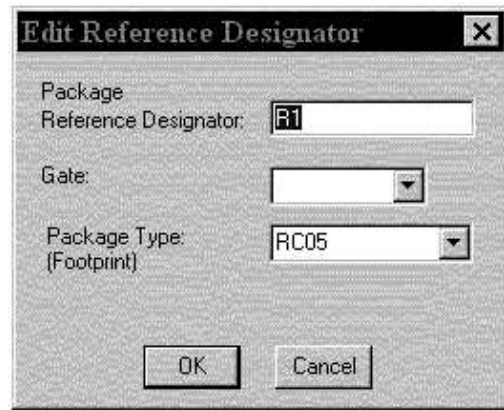 Edit Reference Designator
Package
Reference Designator: R1
Gate:
Package Type: RC05
(Footprint)
OK Cancel